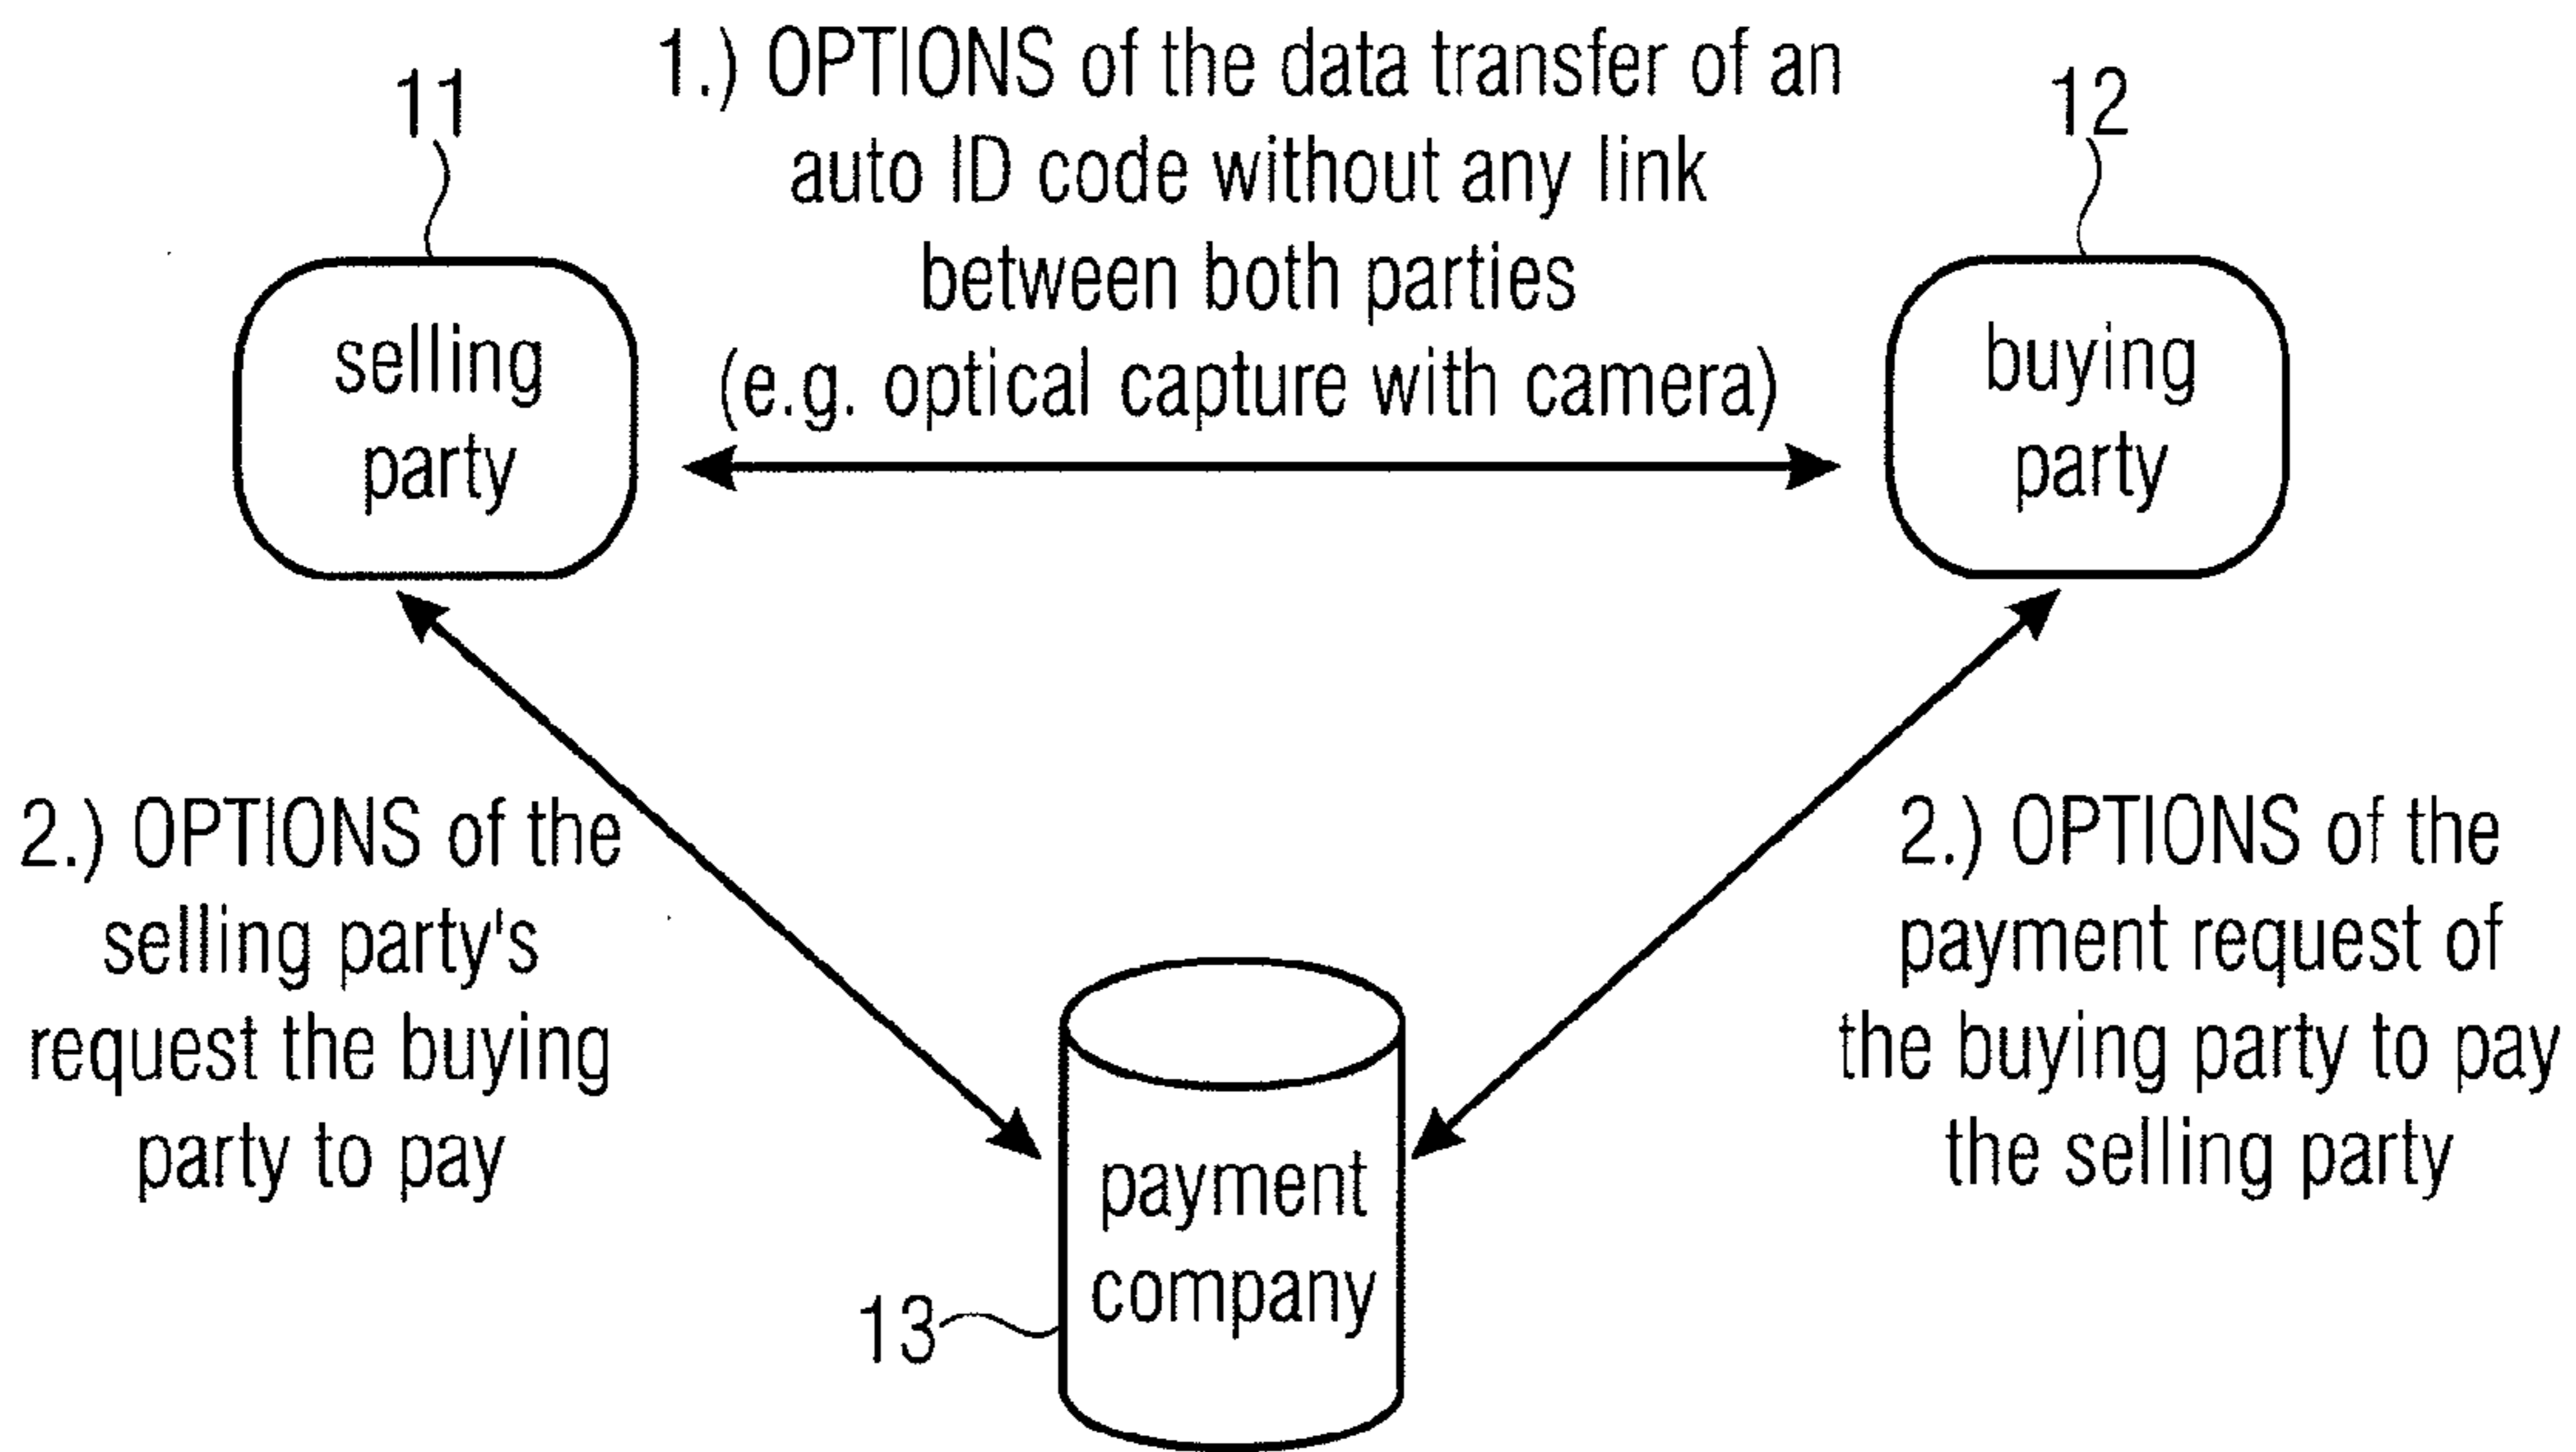 11
1.) OPTIONS of the data transfer of an
auto ID code without any link
between both parties
(e.g. optical capture with camera)
12
selling
party
buying
party
2.) OPTIONS of the
selling party's
request the buying
party to pay
2.) OPTIONS of the
payment request of
the buying party to pay
the selling party
payment
company
13